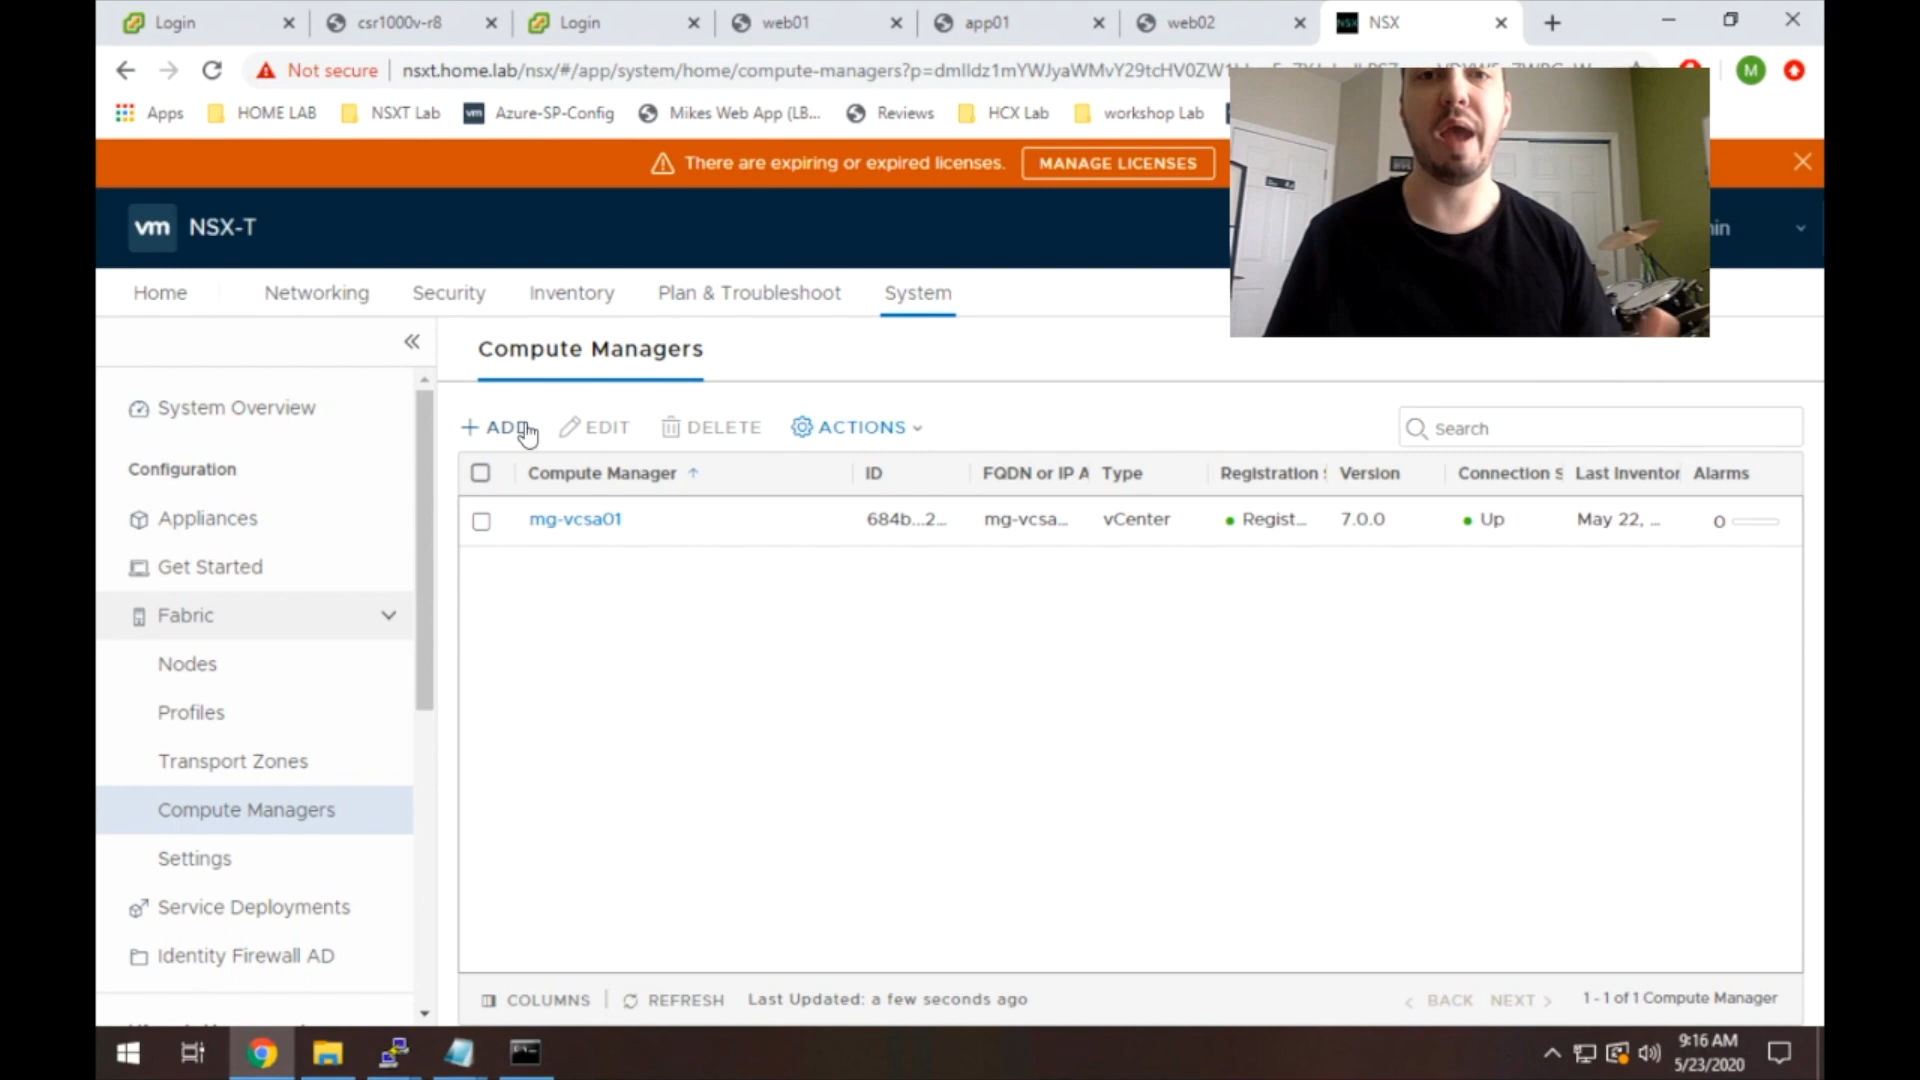 Login
csr1000v-r8
Login
web01
app01
web02
NSX
Not secure
nsxt.home.lab/nsx/#/app/system/home/compute-managers?p=
M
Apps
HOME LAB
NSXT Lab
vm
Azure-SP-Config
Mikes Web App (LB...
Reviews
HCX Lab
workshop Lab
There are expiring or expired licenses.
MANAGE LICENSES
vm NSX-T
Home
Networking
Security
Inventory
Plan & Troubleshoot
System
Compute Managers
System Overview
Configuration
Appliances
Get Started
Fabric
Nodes
Profiles
Transport Zones
Compute Managers
Settings
Service Deployments
Identity Firewall AD
+ ADD
EDIT
DELETE
ACTIONS
Search
Compute Manager
ID
FQDN or IP A
Type
Registration
Version
Connection S
Last Inventor
Alarms
mg-vcsa01
684b...2...
mg-vcsa...
vCenter
Regist...
7.0.0
Up
May 22, ...
0
COLUMNS
REFRESH
Last Updated: a few seconds ago
BACK
NEXT
1 - 1 of 1 Compute Manager
9:16 AM
5/23/2020